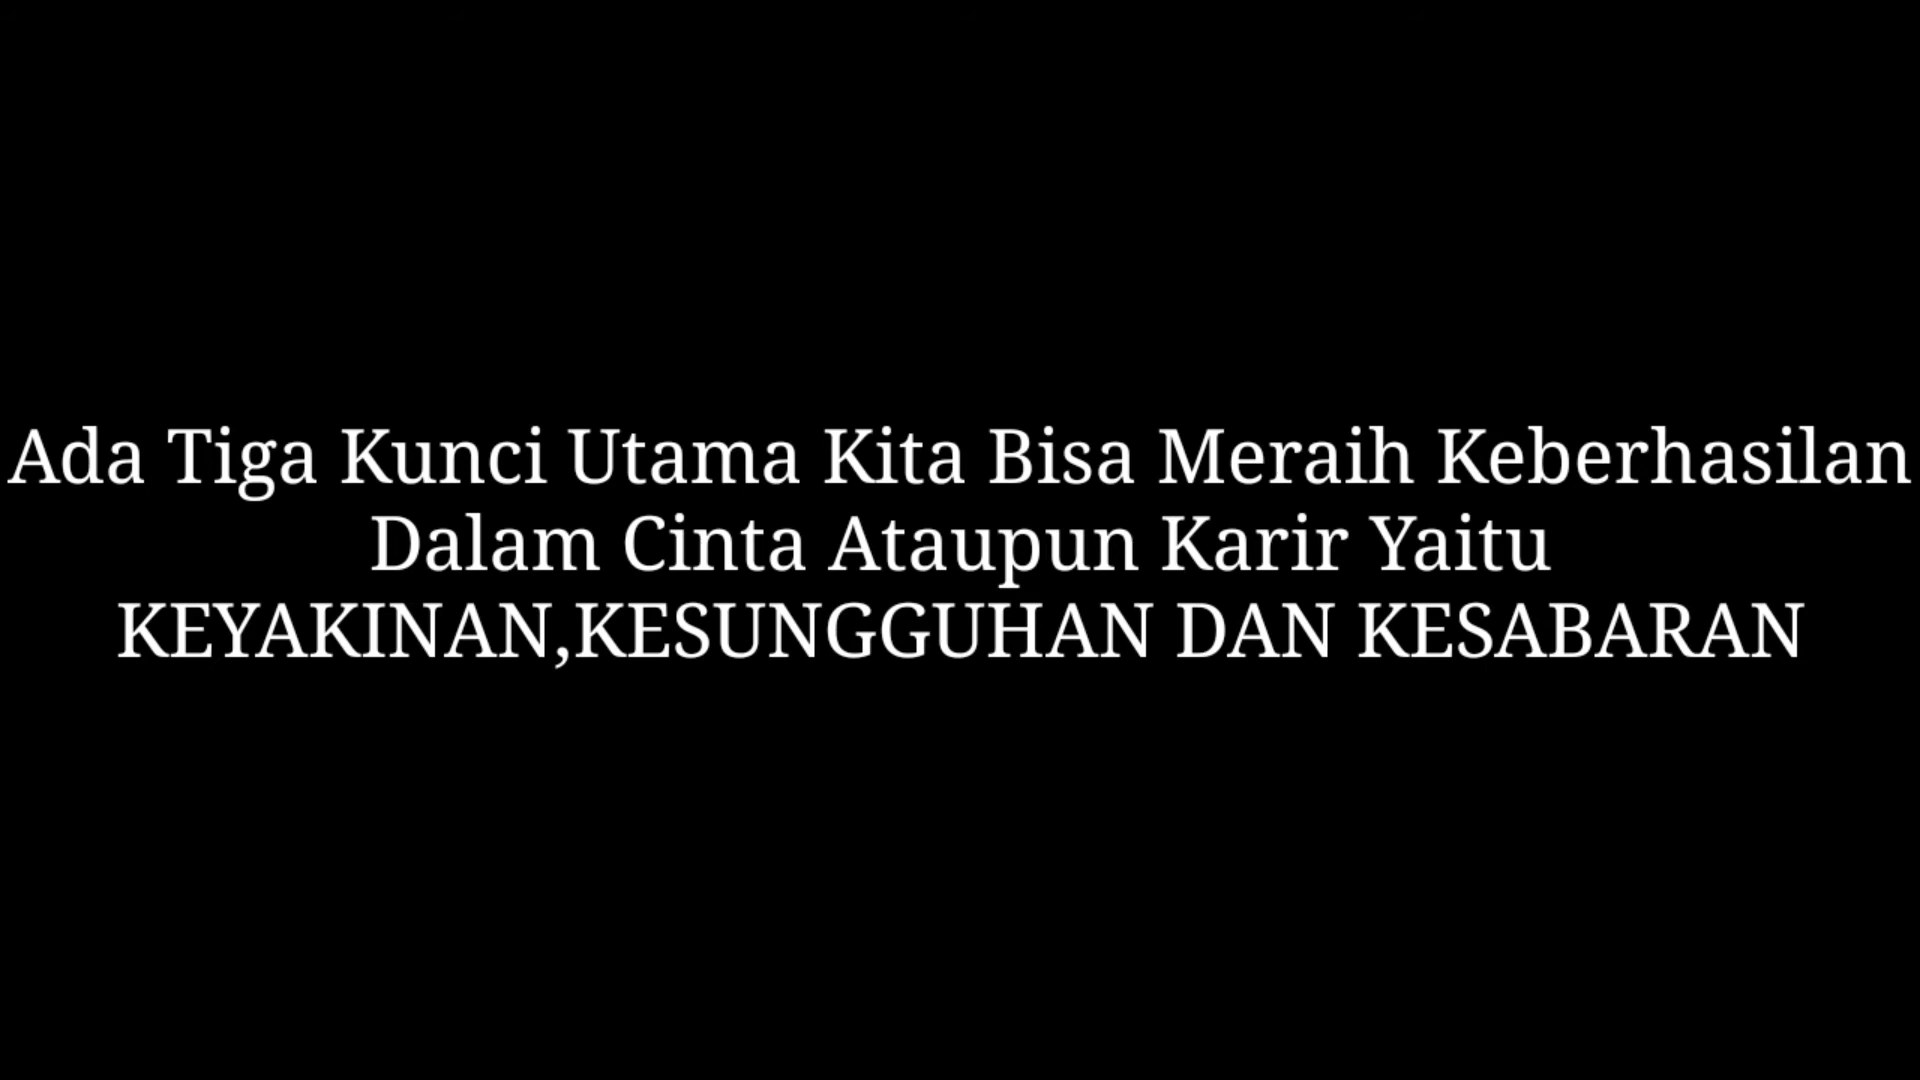 Ada Tiga Kunci Utama Kita Bisa Meraih Keberhasilan
Dalam Cinta Ataupun Karir Yaitu
KEYAKINAN,KESUNGGUHAN DAN KESABARAN